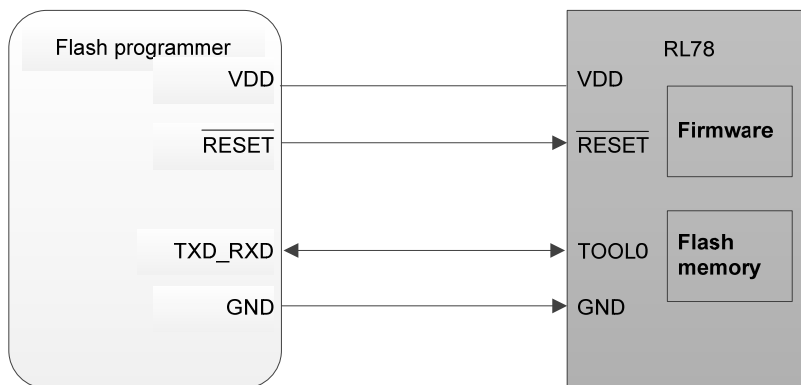 Flash programmer
VDD
RESET
TXD_RXD
GND
RL78
VDD
RESET
TOOL0
GND
Firmware
Flash
memory